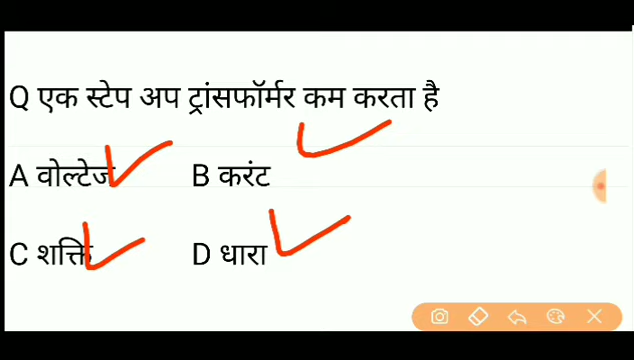 Q एक स्टेप अप ट्रांसफॉर्मर कम करता है
A वोल्टेज B करंट
C शक्ति D धारा